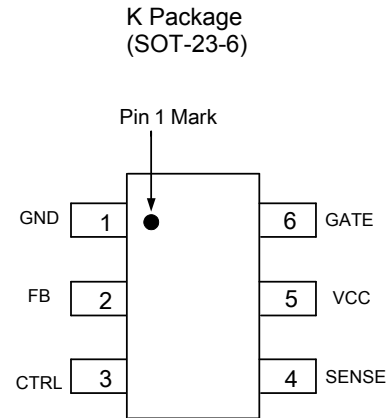 K Package
(SOT-23-6)
Pin 1 Mark
GND 1 6 GATE
FB 2 5 VCC
CTRL 3 4 SENSE